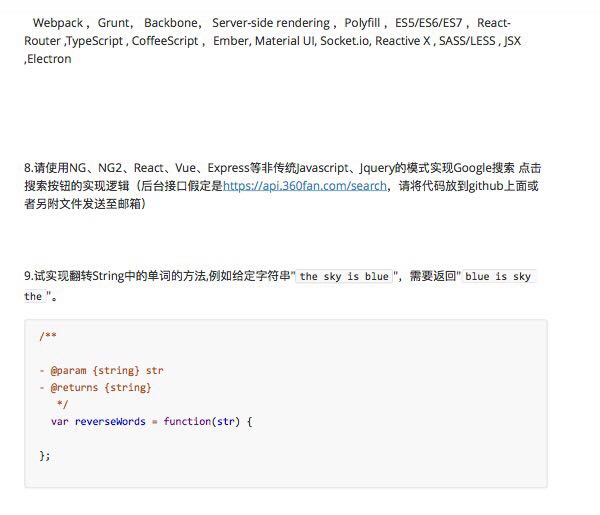 Webpack ，Grunt， Backbone， Server-side rendering ，Polyfill ，ES5/ES6/ES7 ，React-
Router ,TypeScript , CoffeeScript ，Ember, Material UI, Socket.io, Reactive X , SASS/LESS , JSX
,Electron
8.请使用NG、NG2、React、Vue、Express等非传统Javascript、Jquery的模式实现Google搜索 点击
搜索按钮的实现逻辑（后台接口假定是https://api.360fan.com/search，请将代码放到github上面或
者另附文件发送至邮箱）
9.试实现翻转String中的单词的方法,例如给定字符串" the sky is blue "，需要返回" blue is sky
the "。
/**
- @param {string} str
- @returns {string}
*/
var reverseWords = function(str) {
};